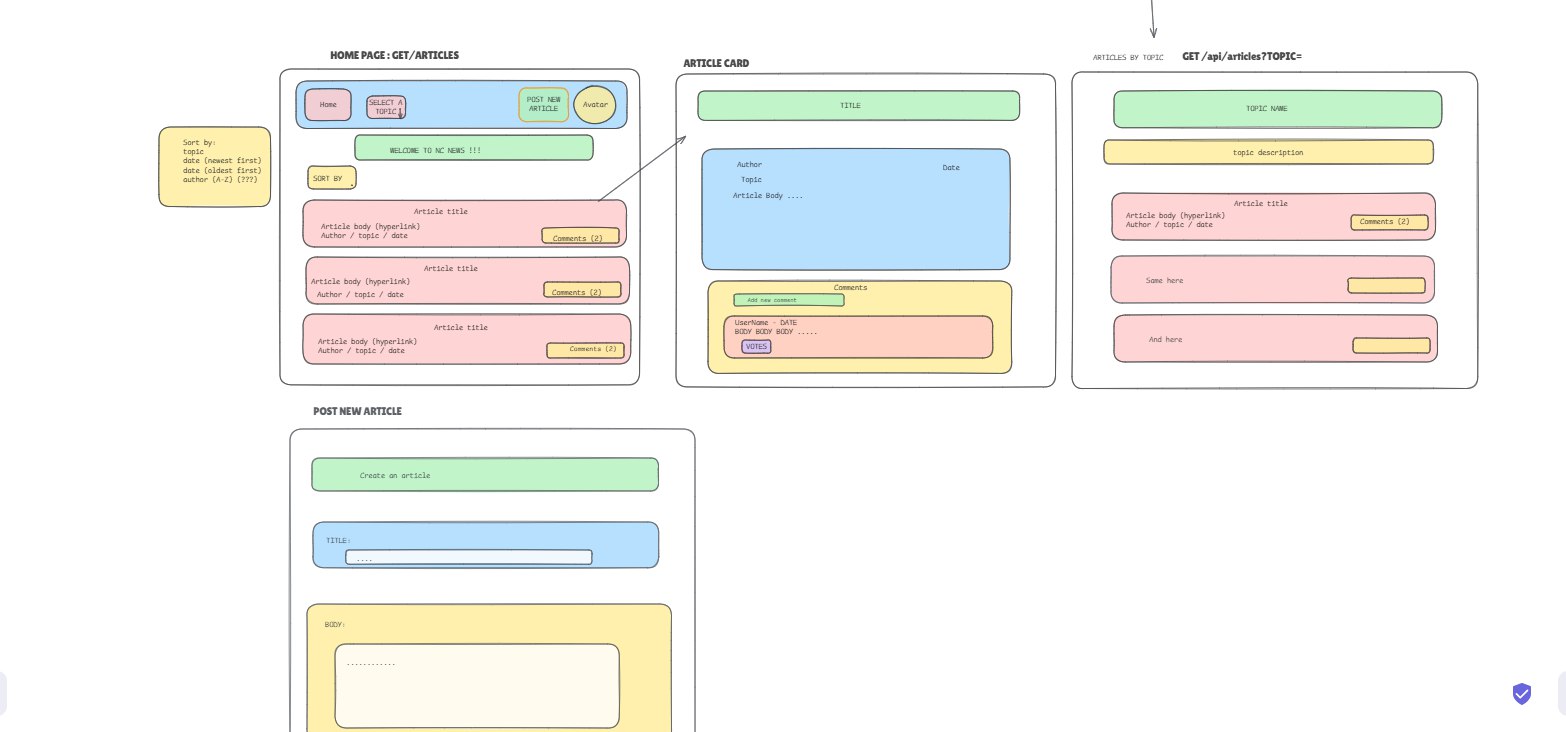 HOME PAGE : GET/ARTICLES
Home
SELECT A
TOPIC
POST NEW
ARTICLE
Avatar
WELCOME TO NC NEWS !!!
Sort by:
topic
date (newest first)
date (oldest first)
author (A-Z) (???)
SORT BY
Article title
Article body (hyperlink)
Author / topic / date
Comments (2)
Article title
Article body (hyperlink)
Author / topic / date
Comments (2)
Article title
Article body (hyperlink)
Author / topic / date
Comments (2)
ARTICLE CARD
TITLE
Author
Date
Topic
Article Body ....
Comments
Add new comment
UserName - DATE
BODY BODY BODY .....
VOTES
ARTICLES BY TOPIC
GET /api/articles?TOPIC=
TOPIC NAME
topic description
Article title
Article body (hyperlink)
Author / topic / date
Comments (2)
Same here
And here
POST NEW ARTICLE
Create an article
TITLE:
....
BODY:
............